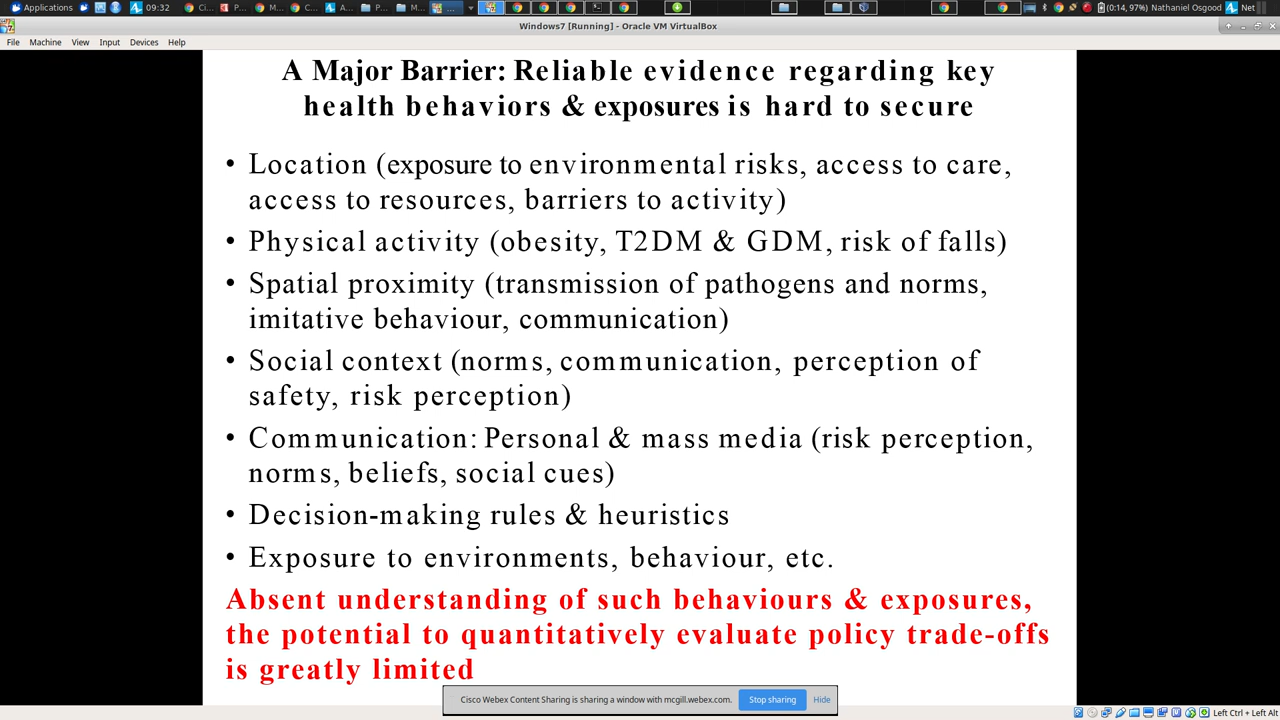 Applications
09:32
Ci...
P...
M...
C...
A...
P...
M...
(0:14, 97%)
Nathaniel Osgood
Net
Windows7 [Running] - Oracle VM VirtualBox
File Machine View Input Devices Help
A Major Barrier: Reliable evidence regarding key
health behaviors & exposures is hard to secure
• Location (exposure to environmental risks, access to care,
access to resources, barriers to activity)
• Physical activity (obesity, T2DM & GDM, risk of falls)
• Spatial proximity (transmission of pathogens and norms,
imitative behaviour, communication)
• Social context (norms, communication, perception of
safety, risk perception)
• Communication: Personal & mass media (risk perception,
norms, beliefs, social cues)
• Decision-making rules & heuristics
• Exposure to environments, behaviour, etc.
Absent understanding of such behaviours & exposures,
the potential to quantitatively evaluate policy trade-offs
is greatly limited
Cisco Webex Content Sharing is sharing a window with mcgill.webex.com.
Stop sharing
Hide
Left Ctrl + Left Alt